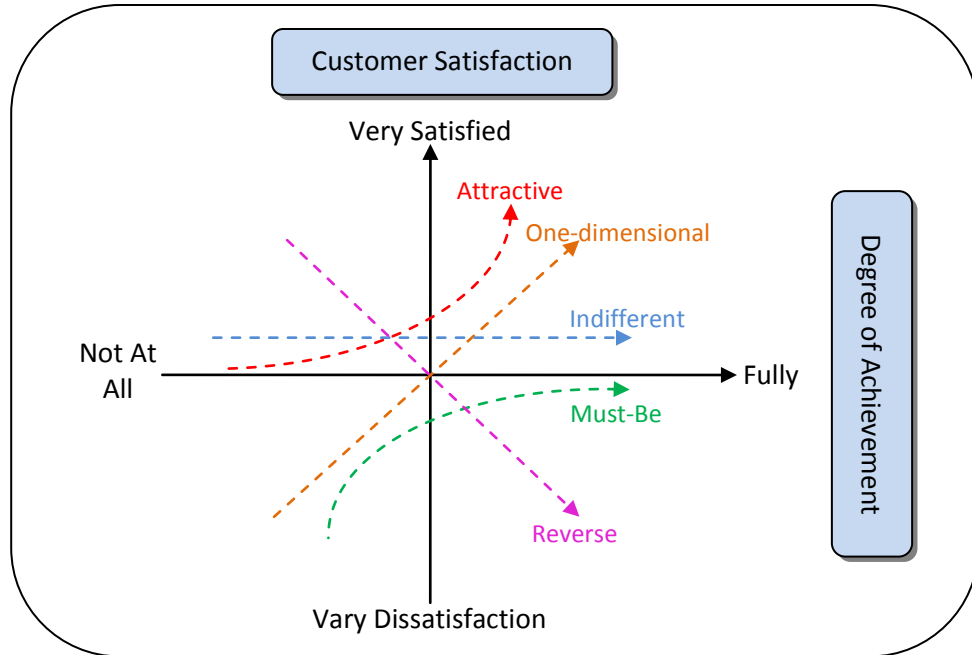 Customer Satisfaction
Very Satisfied
Attractive
One-dimensional
Indifferent
Not At
All
Fully
Must-Be
Reverse
Vary Dissatisfaction
Degree of Achievement